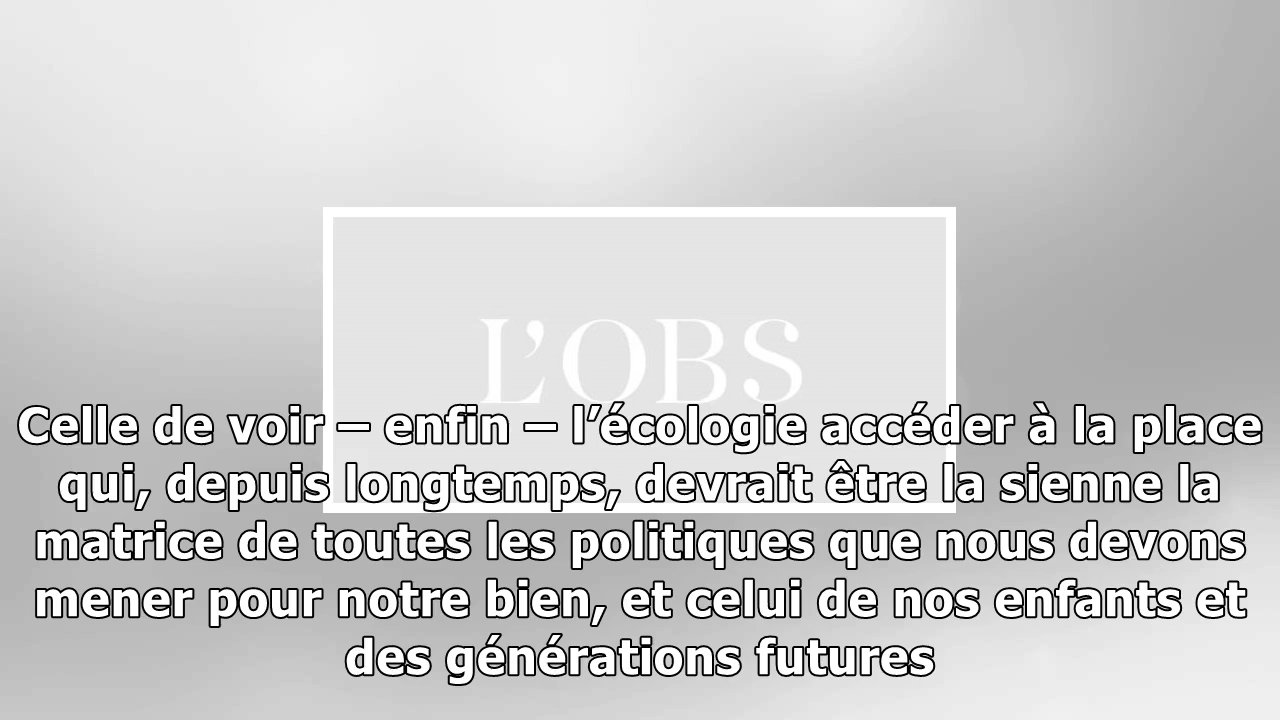 L'OBS
Celle de voir – enfin – l’écologie accéder à la place
qui, depuis longtemps, devrait être la sienne la
matrice de toutes les politiques que nous devons
mener pour notre bien, et celui de nos enfants et
des générations futures